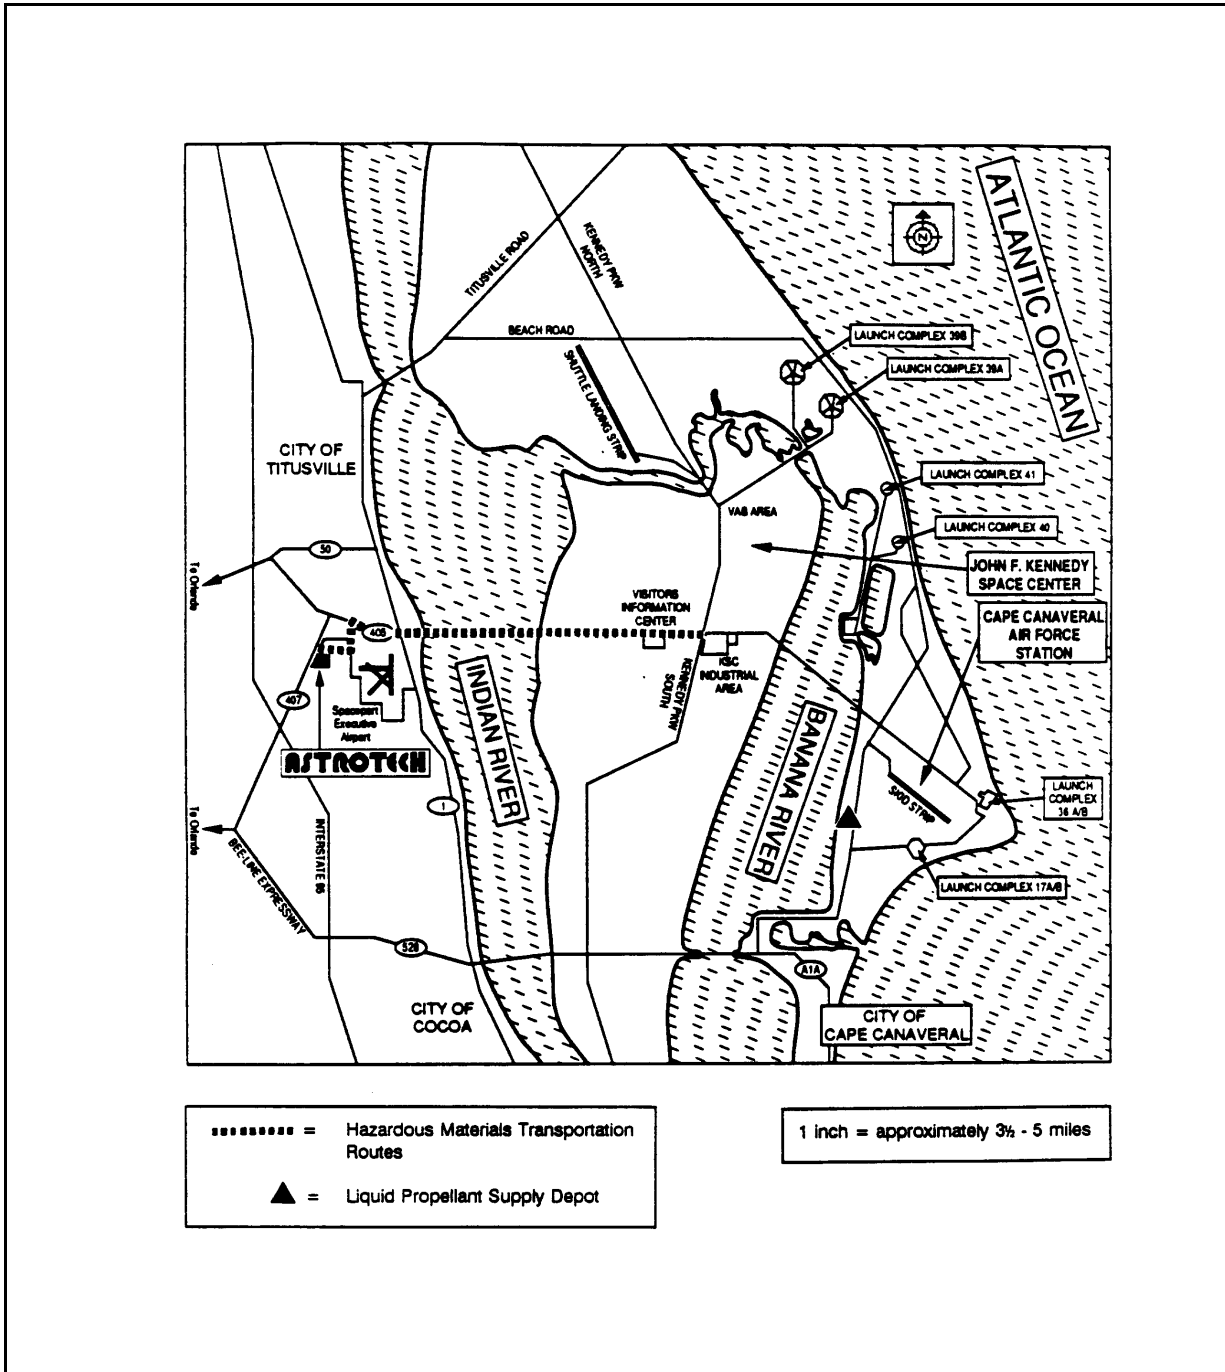 ATLANTIC OCEAN
N
KENNEDY PKW
NORTH
TITUSVILLE ROAD
BEACH ROAD
LAUNCH COMPLEX 39B
LAUNCH COMPLEX 39A
SHUTTLE LANDING STRIP
CITY OF
TITUSVILLE
LAUNCH COMPLEX 41
VAB AREA
LAUNCH COMPLEX 40
50
To Orlando
JOHN F. KENNEDY
SPACE CENTER
VISITORS
INFORMATION
CENTER
CAPE CANAVERAL
AIR FORCE
STATION
405
KSC
INDUSTRIAL
AREA
KENNEDY PKW
SOUTH
INDIAN RIVER
BANANA RIVER
407
Spaceport
Executive
Airport
ASTROTECH
1
SKID STRIP
LAUNCH
COMPLEX
36 A/B
To Orlando
BEE-LINE EXPRESSWAY
INTERSTATE 95
LAUNCH COMPLEX 17A/B
528
A1A
CITY OF
COCOA
CITY OF
CAPE CANAVERAL
= Hazardous Materials Transportation
Routes
= Liquid Propellant Supply Depot
1 inch = approximately 3½ - 5 miles